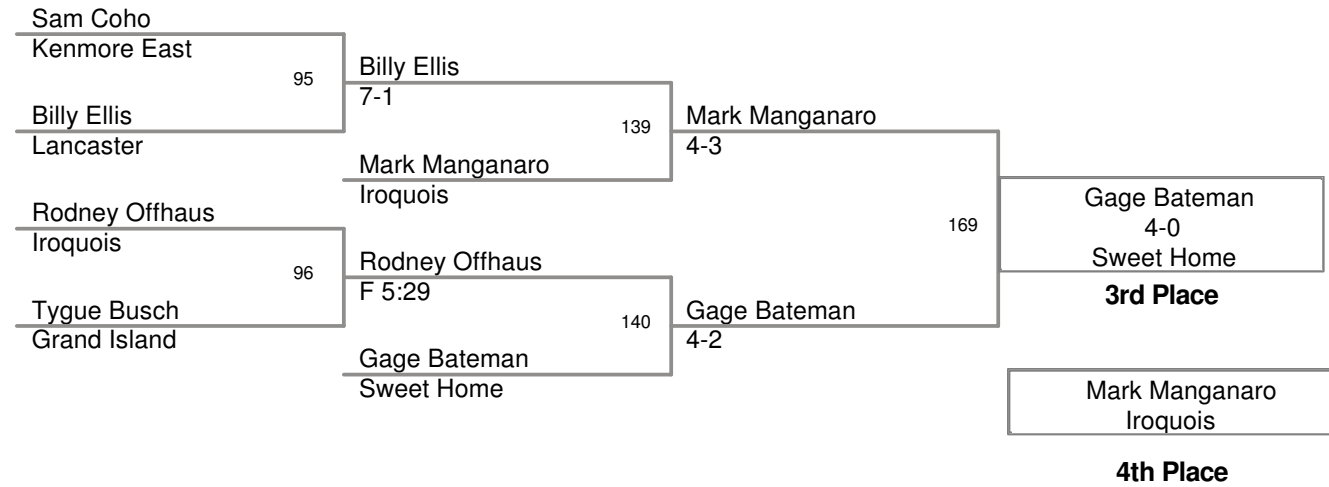 Sam Coho
Kenmore East
95
Billy Ellis
Lancaster
Billy Ellis
7-1
139
Mark Manganaro
Iroquois
Mark Manganaro
4-3
Rodney Offhaus
Iroquois
96
Tygue Busch
Grand Island
Rodney Offhaus
F 5:29
140
Gage Bateman
Sweet Home
Gage Bateman
4-2
169
Gage Bateman
4-0
Sweet Home
3rd Place
Mark Manganaro
Iroquois
4th Place